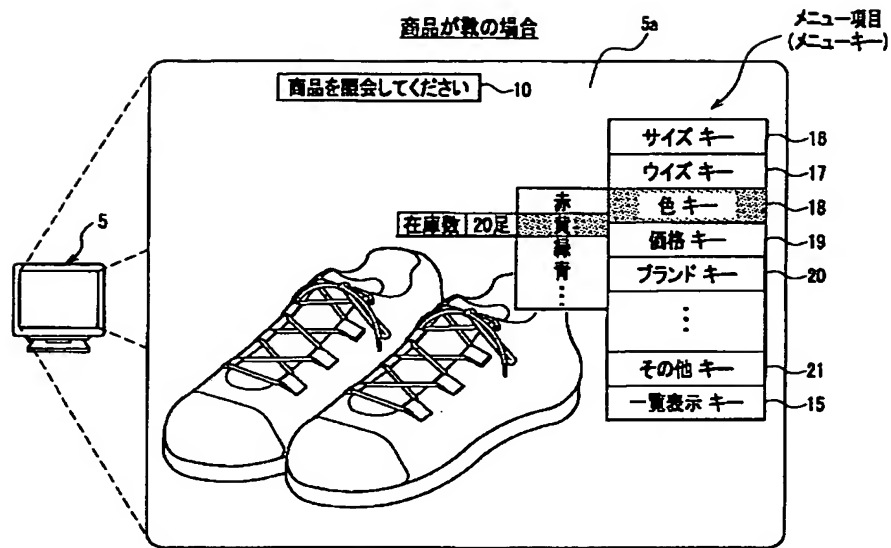 商品が靴の場合
5a
メニュー項目
(メニューキー)
商品を照会してください
10
サイズ キー
16
ウイズ キー
17
色 キー
18
価格 キー
19
ブランド キー
20
⋮
その他 キー
21
一覧表示 キー
15
赤
黄
緑
青
⋮
在庫数 20足
5